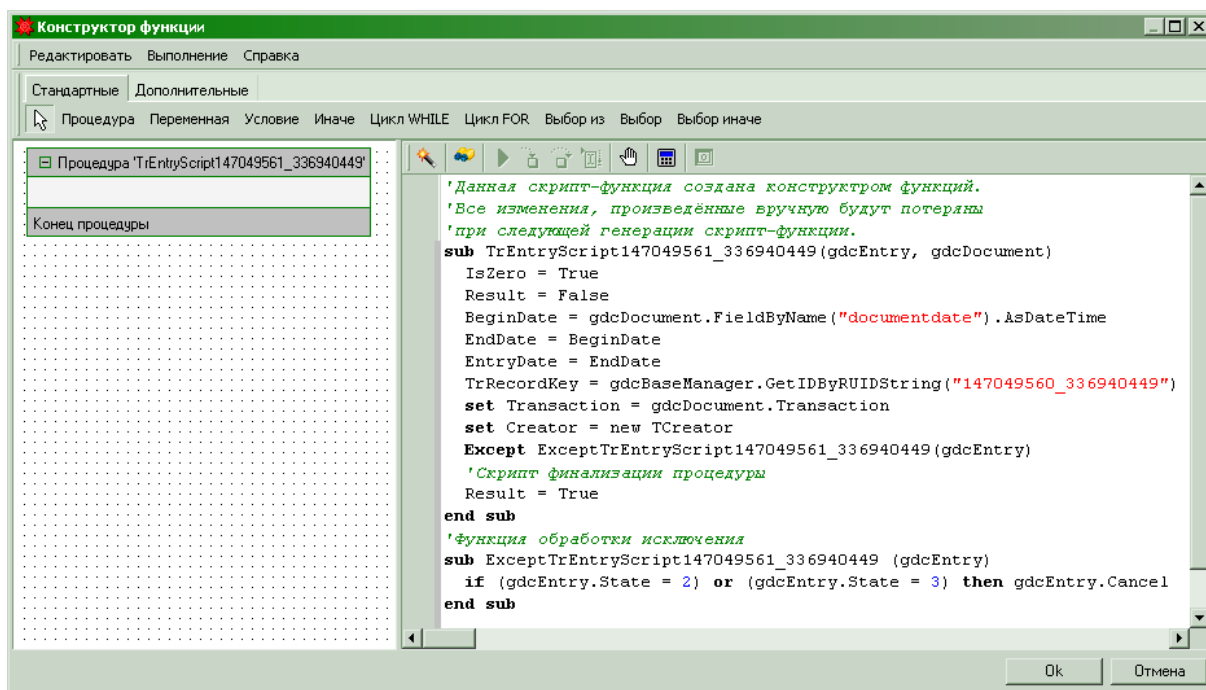 Конструктор функции
Редактировать Выполнение Справка
Стандартные Дополнительные
Процедура Переменная Условие Иначе Цикл WHILE Цикл FOR Выбор из Выбор Выбор иначе
Процедура 'TrEntryScript147049561_336940449'
Конец процедуры
'Данная скрипт-функция создана конструктром функций.
'Все изменения, произведённые вручную будут потеряны
'при следующей генерации скрипт-функции.
sub TrEntryScript147049561_336940449(gdcEntry, gdcDocument)
IsZero = True
Result = False
BeginDate = gdcDocument.FieldByName("documentdate").AsDateTime
EndDate = BeginDate
EntryDate = EndDate
TrRecordKey = gdcBaseManager.GetIDByRUIDString("147049560_336940449")
set Transaction = gdcDocument.Transaction
set Creator = new TCreator
Except ExceptTrEntryScript147049561_336940449(gdcEntry)
'Скрипт финализации процедуры
Result = True
end sub
'Функция обработки исключения
sub ExceptTrEntryScript147049561_336940449 (gdcEntry)
if (gdcEntry.State = 2) or (gdcEntry.State = 3) then gdcEntry.Cancel
end sub
Ok Отмена